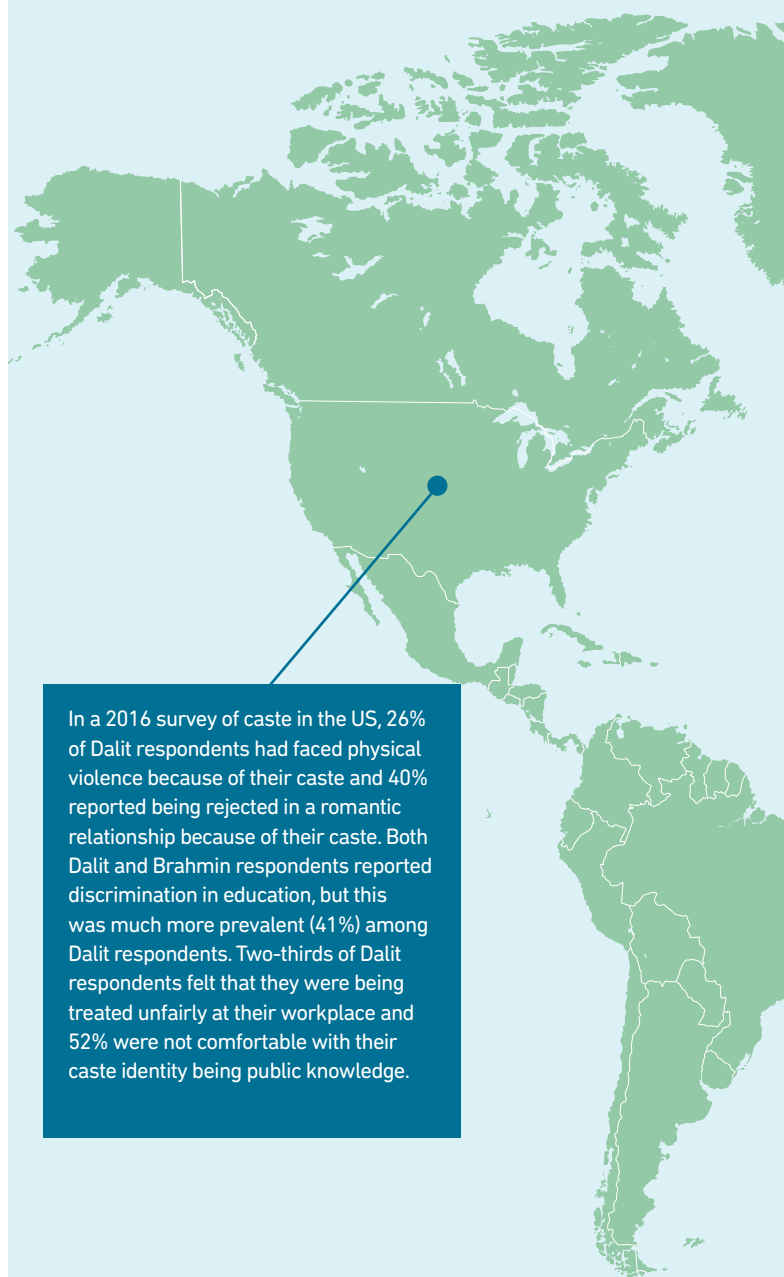 In a 2016 survey of caste in the US, 26%
of Dalit respondents had faced physical
violence because of their caste and 40%
reported being rejected in a romantic
relationship because of their caste. Both
Dalit and Brahmin respondents reported
discrimination in education, but this
was much more prevalent (41%) among
Dalit respondents. Two-thirds of Dalit
respondents felt that they were being
treated unfairly at their workplace and
52% were not comfortable with their
caste identity being public knowledge.